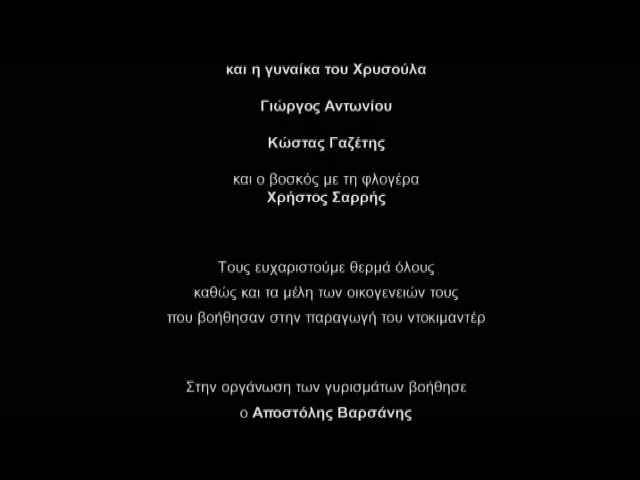 και η γυναίκα του Χρυσούλα
Γιώργος Αντωνίου
Κώστας Γαζέτης
και ο βοσκός με τη φλογέρα
Χρήστος Σαρρής
Τους ευχαριστούμε θερμά όλους
καθώς και τα μέλη των οικογενειών τους
που βοήθησαν στην παραγωγή του ντοκιμαντέρ
Στην οργάνωση των γυρισμάτων βοήθησε
ο Αποστόλης Βαρσάνης